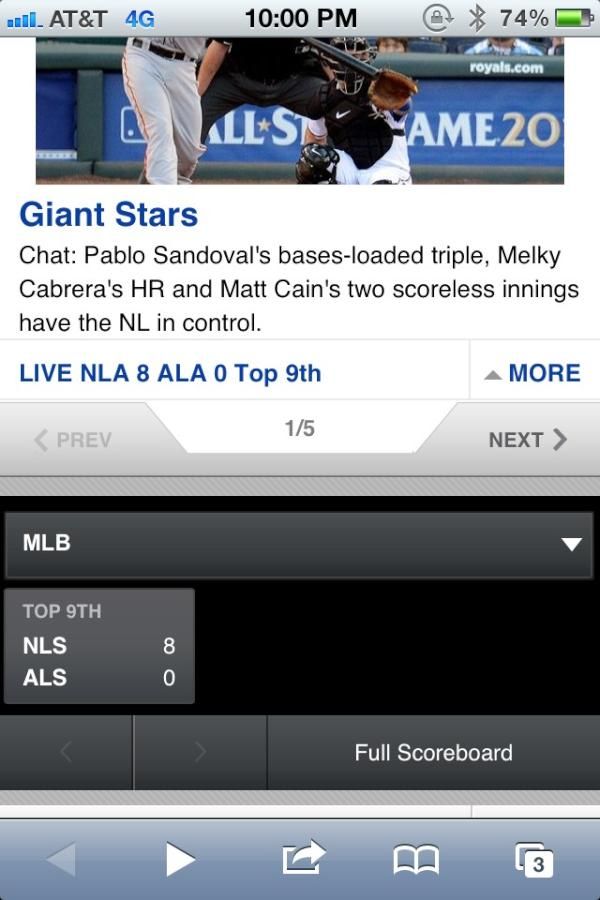 AT&T 4G 10:00 PM 74%
royals.com
ALL★ST AME 20
Giant Stars
Chat: Pablo Sandoval's bases-loaded triple, Melky
Cabrera's HR and Matt Cain's two scoreless innings
have the NL in control.
LIVE NLA 8 ALA 0 Top 9th MORE
PREV 1/5 NEXT
MLB
TOP 9TH
NLS 8
ALS 0
Full Scoreboard
3